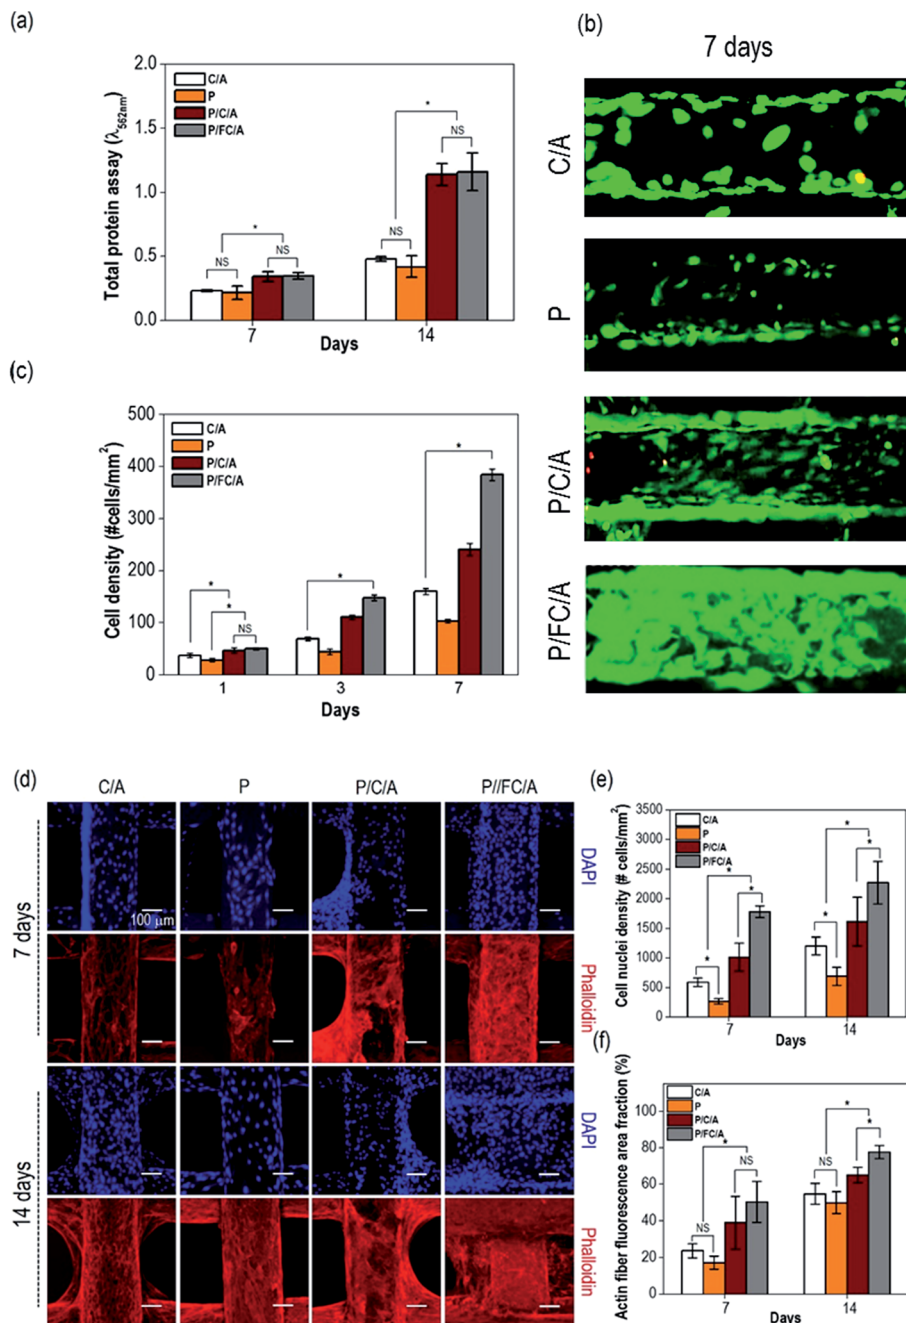 (a)
Total protein assay (λ562nm)
2.0
1.5
1.0
0.5
0.0
C/A
P
P/C/A
P/FC/A
*
NS
NS
*
NS
NS
7
14
Days
(b)
7 days
C/A
P
P/C/A
P/FC/A
(c)
Cell density (#cells/mm²)
500
400
300
200
100
0
C/A
P
P/C/A
P/FC/A
*
*
NS
*
*
1
3
7
Days
(d)
C/A
P
P/C/A
P//FC/A
7 days
14 days
100 μm
DAPI
Phalloidin
DAPI
Phalloidin
(e)
Cell nuclei density (# cells/mm²)
3500
3000
2500
2000
1500
1000
500
0
C/A
P
P/C/A
P/FC/A
*
*
*
*
*
*
7
14
Days
(f)
Actin fiber fluorescence area fraction (%)
100
80
60
40
20
0
C/A
P
P/C/A
P/FC/A
*
NS
NS
*
NS
*
7
14
Days